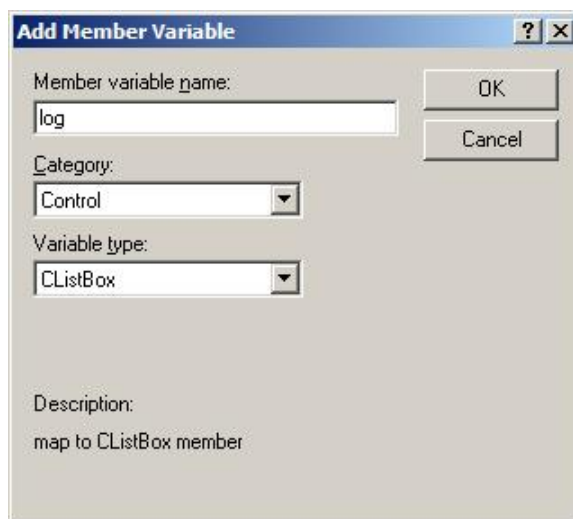 Add Member Variable
Member variable name:
OK
log
Cancel
Category:
Control
Variable type:
CListBox
Description:
map to CListBox member